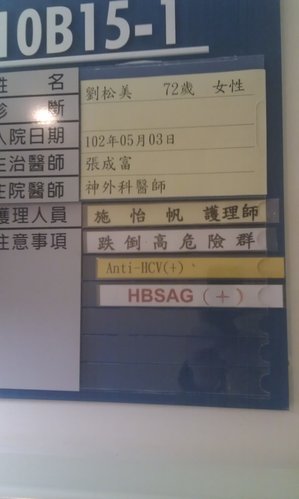 10B15-1
姓 名 劉松美 72歲 女性
診 斷
入院日期 102年05月03日
主治醫師 張成富
住院醫師 神外科醫師
護理人員 施 怡 帆 護理師
注意事項 跌 倒 高 危 險 群
Anti-HCV(+)
HBSAG (+)